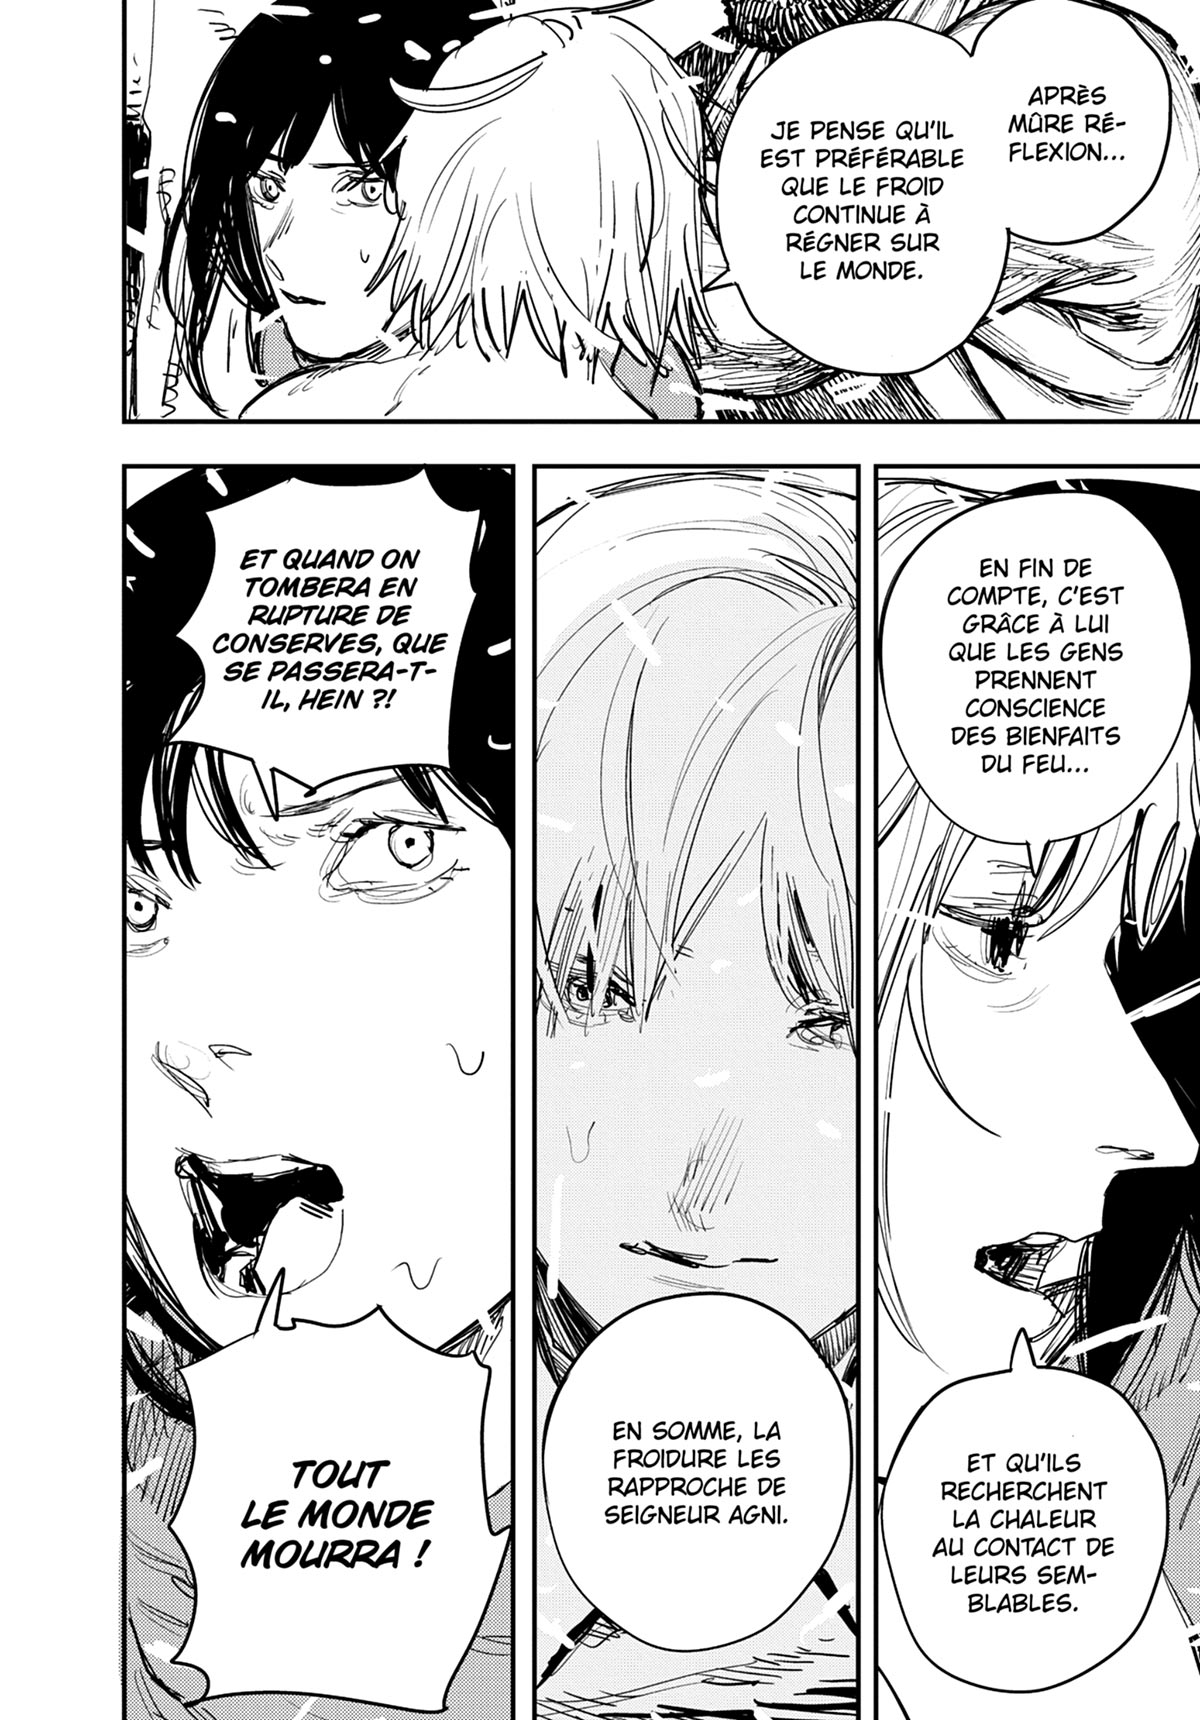 APRÈS
MÛRE RÉ-
FLEXION...
JE PENSE QU'IL
EST PRÉFÉRABLE
QUE LE FROID
CONTINUE À
RÉGNER SUR
LE MONDE.
EN FIN DE
COMPTE, C'EST
GRÂCE À LUI
QUE LES GENS
PRENNENT
CONSCIENCE
DES BIENFAITS
DU FEU...
ET QU'ILS
RECHERCHENT
LA CHALEUR
AU CONTACT DE
LEURS SEM-
BLABLES.
EN SOMME, LA
FROIDURE LES
RAPPROCHE DE
SEIGNEUR AGNI.
ET QUAND ON
TOMBERA EN
RUPTURE DE
CONSERVES, QUE
SE PASSERA-T-
IL, HEIN ?!
TOUT
LE MONDE
MOURRA !